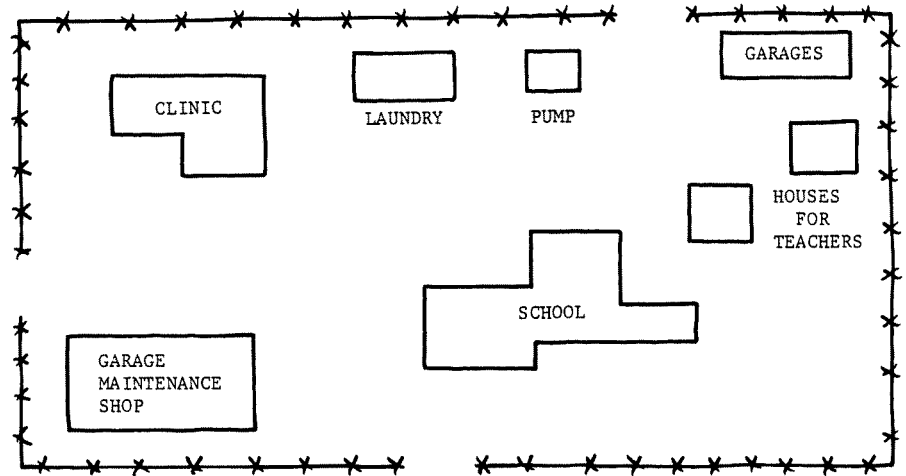 GARAGES
CLINIC
LAUNDRY
PUMP
HOUSES
FOR
TEACHERS
SCHOOL
GARAGE
MAINTENANCE
SHOP